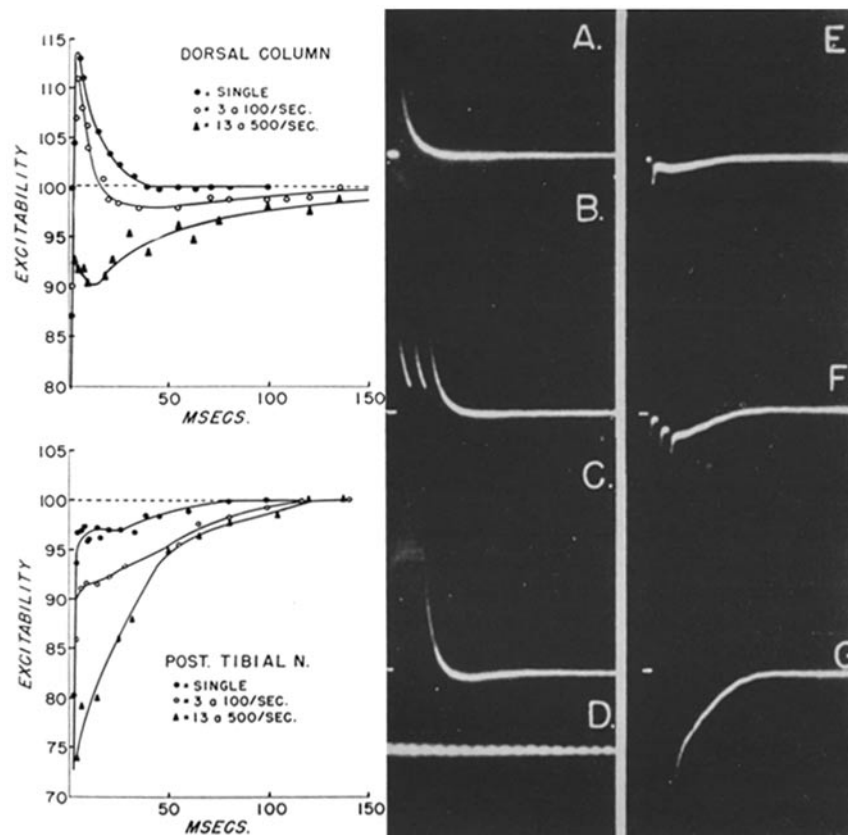 DORSAL COLUMN
• = SINGLE
○ = 3 a 100/SEC.
▲ = 13 a 500/SEC.
EXCITABILITY
115
110
105
100
95
90
85
80
50
100
150
MSECS.
POST. TIBIAL N.
• = SINGLE
○ = 3 a 100/SEC.
▲ = 13 a 500/SEC.
EXCITABILITY
105
100
95
90
85
80
75
70
50
100
150
MSECS.
A.
B.
C.
D.
E
F
G